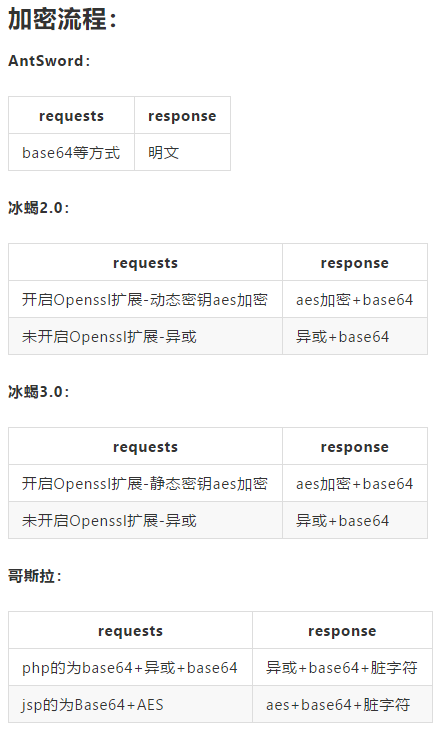 加密流程：
AntSword：
requests response
base64等方式 明文
冰蝎2.0：
requests response
开启Openssl扩展-动态密钥aes加密 aes加密+base64
未开启Openssl扩展-异或 异或+base64
冰蝎3.0：
requests response
开启Openssl扩展-静态密钥aes加密 aes加密+base64
未开启Openssl扩展-异或 异或+base64
哥斯拉：
requests response
php的为base64+异或+base64 异或+base64+脏字符
jsp的为Base64+AES aes+base64+脏字符